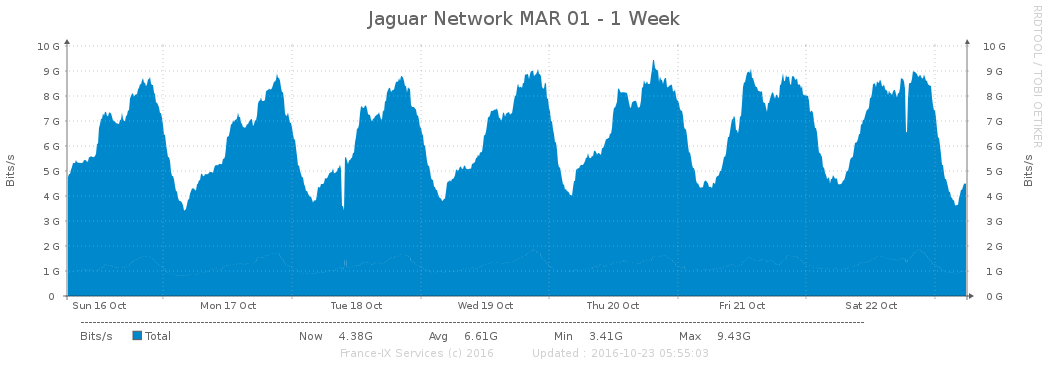 Jaguar Network MAR 01 - 1 Week
RRDTOOL / TOBI OETIKER
Bits/s
10 G 10 G
9 G 9 G
8 G 8 G
7 G 7 G
6 G 6 G
5 G 5 G
4 G 4 G
3 G 3 G
2 G 2 G
1 G 1 G
0 0 G
Bits/s
Sun 16 Oct Mon 17 Oct Tue 18 Oct Wed 19 Oct Thu 20 Oct Fri 21 Oct Sat 22 Oct
Bits/s Total Now 4.38G Avg 6.61G Min 3.41G Max 9.43G
France-IX Services (c) 2016 Updated : 2016-10-23 05:55:03